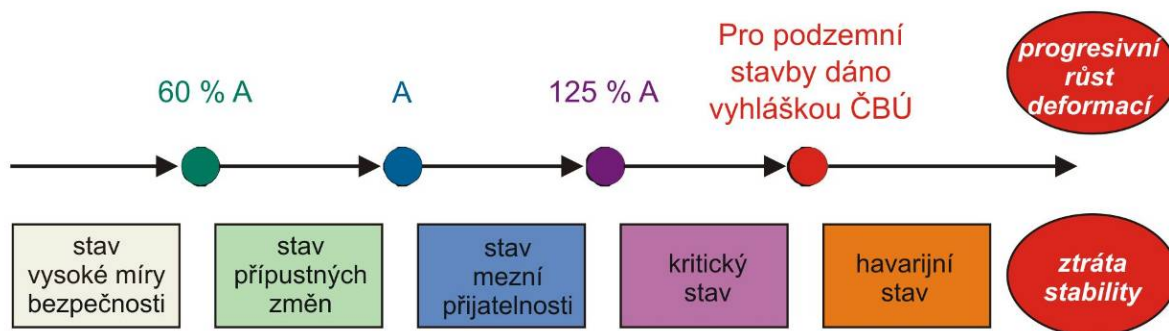 60 % A
A
125 % A
Pro podzemní
stavby dáno
vyhláškou ČBÚ
progresivní
růst
deformací
stav
vysoké míry
bezpečnosti
stav
přípustných
změn
stav
mezní
přijatelnosti
kritický
stav
havarijní
stav
ztráta
stability